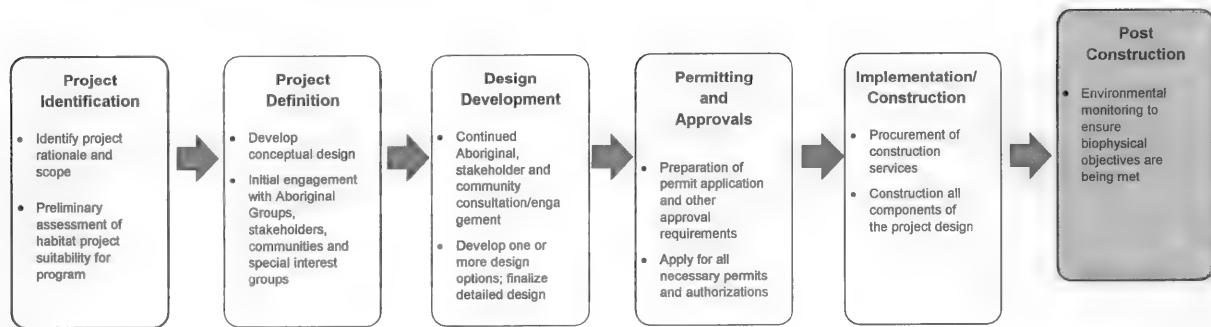 Project
Identification
• Identify project
rationale and
scope
• Preliminary
assessment of
habitat project
suitability for
program
Project
Definition
• Develop
conceptual design
• Initial engagement
with Aboriginal
Groups,
stakeholders,
communities and
special interest
groups
Design
Development
• Continued
Aboriginal,
stakeholder and
community
consultation/enga
gement
• Develop one or
more design
options; finalize
detailed design
Permitting
and
Approvals
• Preparation of
permit application
and other
approval
requirements
• Apply for all
necessary permits
and authorizations
Implementation/
Construction
• Procurement of
construction
services
• Construction all
components of
the project design
Post
Construction
• Environmental
monitoring to
ensure
biophysical
objectives are
being met